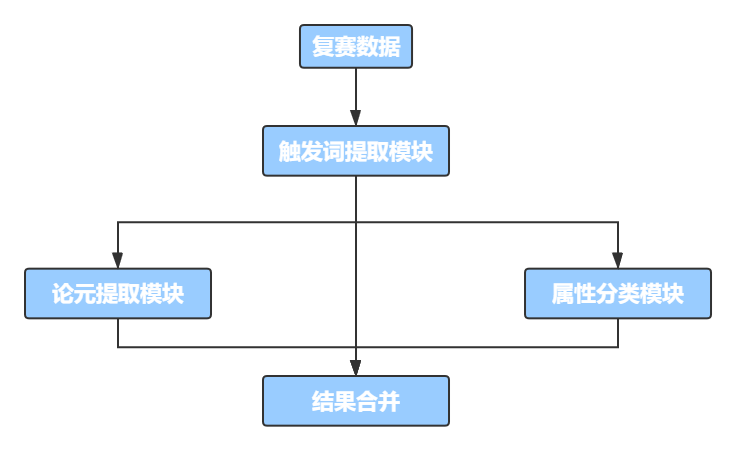 复赛数据
触发词提取模块
论元提取模块
属性分类模块
结果合并